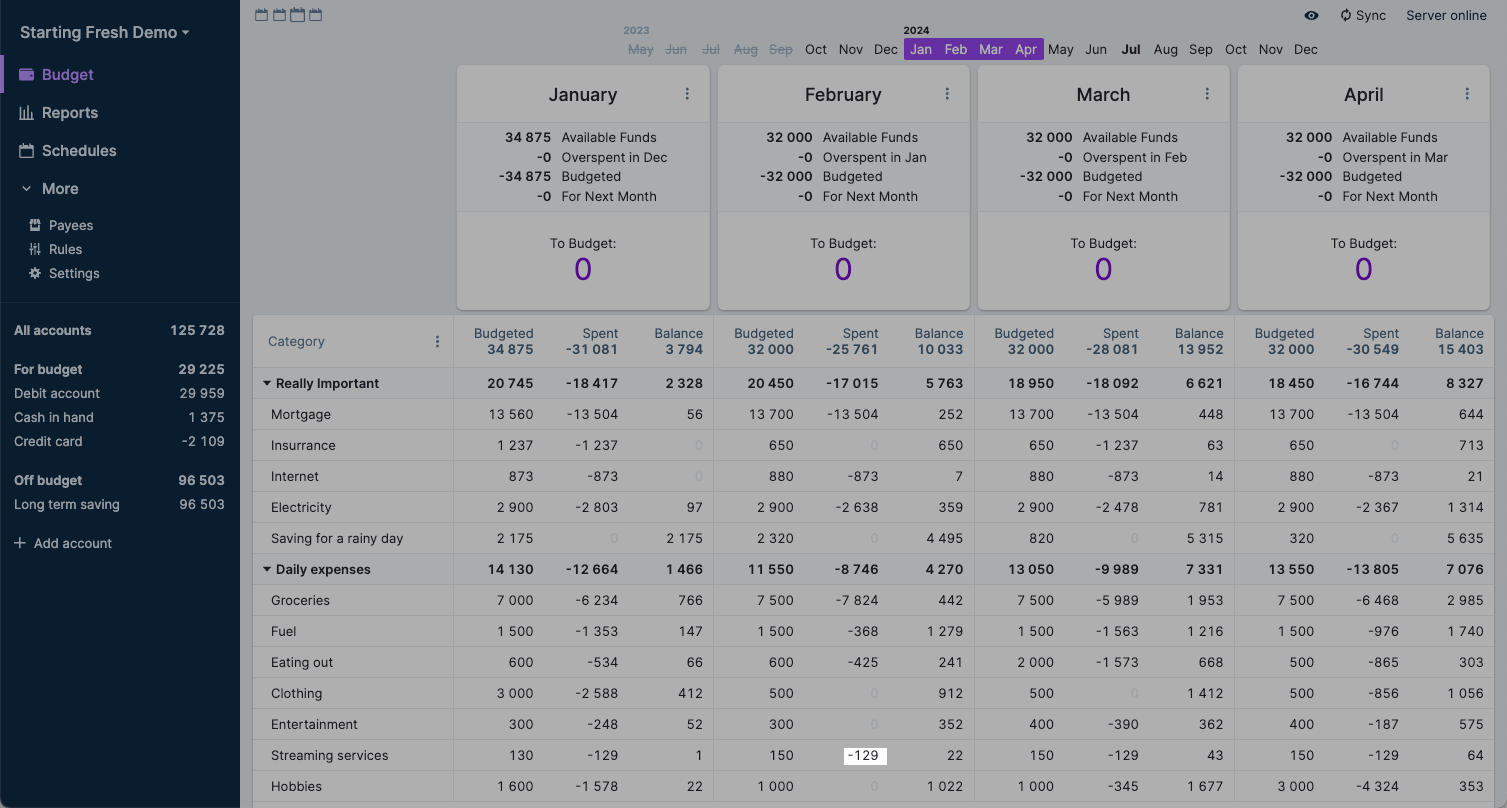 Starting Fresh Demo
Budget
Reports
Schedules
More
Payees
Rules
Settings
All accounts 125 728
For budget 29 225
Debit account 29 959
Cash in hand 1 375
Credit card -2 109
Off budget 96 503
Long term saving 96 503
Add account
Sync Server online
2023 2024
May Jun Jul Aug Sep Oct Nov Dec Jan Feb Mar Apr May Jun Jul Aug Sep Oct Nov Dec
January February March April
34 875 Available Funds 32 000 Available Funds 32 000 Available Funds 32 000 Available Funds
-0 Overspent in Dec -0 Overspent in Jan -0 Overspent in Feb -0 Overspent in Mar
-34 875 Budgeted -32 000 Budgeted -32 000 Budgeted -32 000 Budgeted
-0 For Next Month -0 For Next Month -0 For Next Month -0 For Next Month
To Budget: To Budget: To Budget: To Budget:
0 0 0 0
Category Budgeted Spent Balance Budgeted Spent Balance Budgeted Spent Balance Budgeted Spent Balance
34 875 -31 081 3 794 32 000 -25 761 10 033 32 000 -28 081 13 952 32 000 -30 549 15 403
Really Important 20 745 -18 417 2 328 20 450 -17 015 5 763 18 950 -18 092 6 621 18 450 -16 744 8 327
Mortgage 13 560 -13 504 56 13 700 -13 504 252 13 700 -13 504 448 13 700 -13 504 644
Insurrance 1 237 -1 237 0 650 0 650 650 -1 237 63 650 0 713
Internet 873 -873 0 880 -873 7 880 -873 14 880 -873 21
Electricity 2 900 -2 803 97 2 900 -2 638 359 2 900 -2 478 781 2 900 -2 367 1 314
Saving for a rainy day 2 175 0 2 175 2 320 0 4 495 820 0 5 315 320 0 5 635
Daily expenses 14 130 -12 664 1 466 11 550 -8 746 4 270 13 050 -9 989 7 331 13 550 -13 805 7 076
Groceries 7 000 -6 234 766 7 500 -7 824 442 7 500 -5 989 1 953 7 500 -6 468 2 985
Fuel 1 500 -1 353 147 1 500 -368 1 279 1 500 -1 563 1 216 1 500 -976 1 740
Eating out 600 -534 66 600 -425 241 2 000 -1 573 668 500 -865 303
Clothing 3 000 -2 588 412 500 0 912 500 0 1 412 500 -856 1 056
Entertainment 300 -248 52 300 0 352 400 -390 362 400 -187 575
Streaming services 130 -129 1 150 -129 22 150 -129 43 150 -129 64
Hobbies 1 600 -1 578 22 1 000 0 1 022 1 000 -345 1 677 3 000 -4 324 353